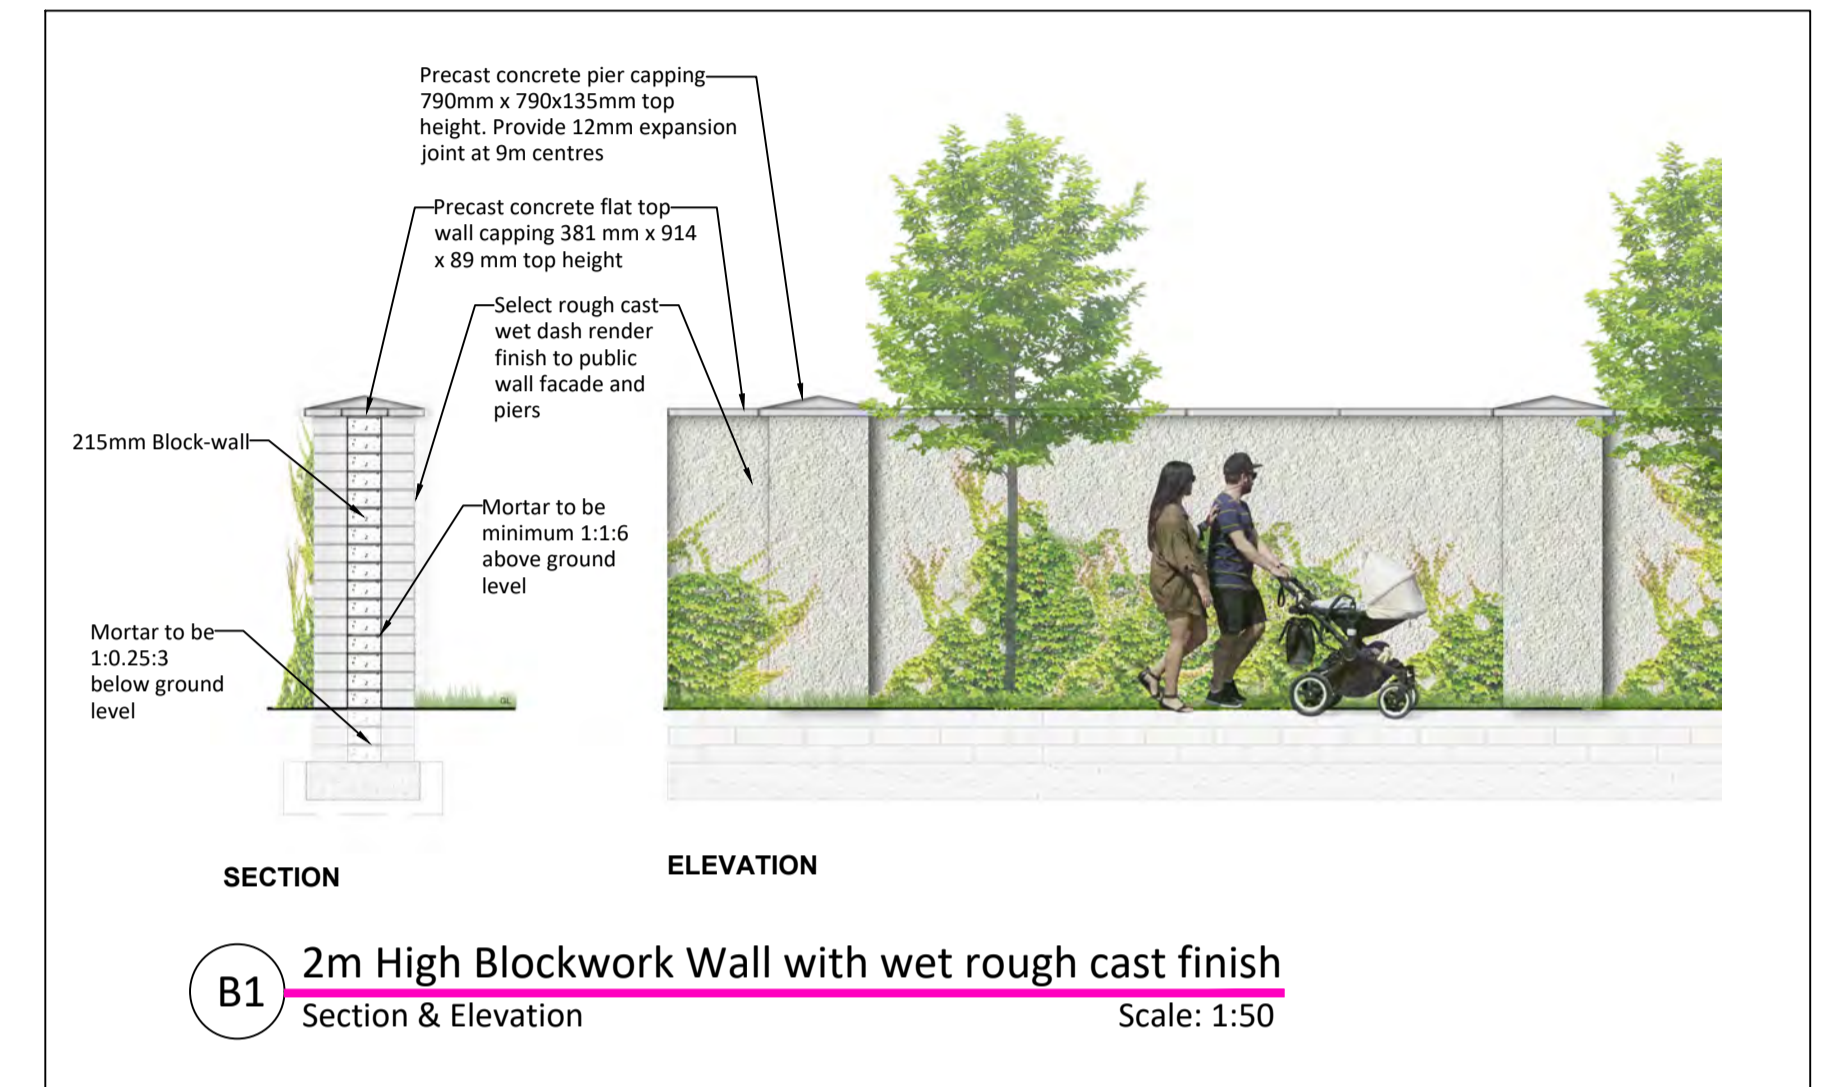 Precast concrete pier capping
790mm x 790x135mm top
height. Provide 12mm expansion
joint at 9m centres
Precast concrete flat top
wall capping 381 mm x 914
x 89 mm top height
Select rough cast
wet dash render
finish to public
wall facade and
piers
215mm Block-wall
Mortar to be
minimum 1:1:6
above ground
level
Mortar to be
1:0.25:3
below ground
level
GL
SECTION
ELEVATION
B1
2m High Blockwork Wall with wet rough cast finish
Section & Elevation
Scale: 1:50